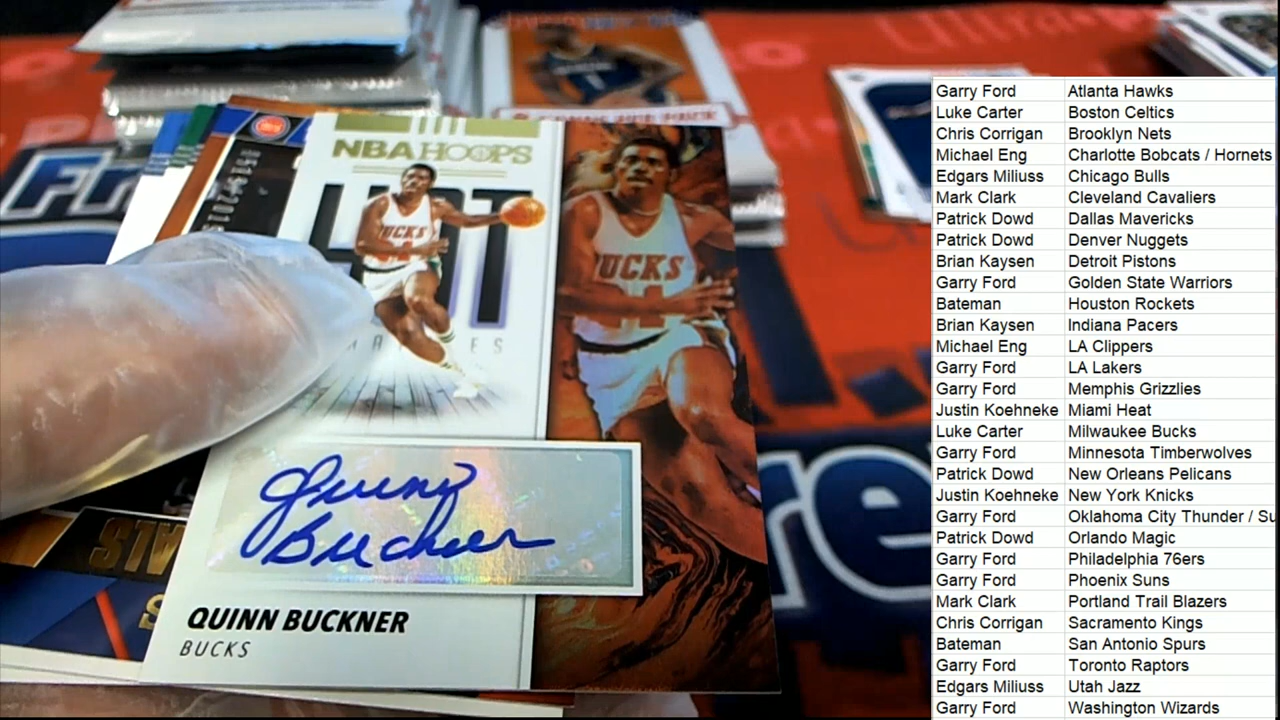 NBA HOOPS
HOT
SIGNATURES
BUCKS
BUCKS
Quinn
Buckner
QUINN BUCKNER
BUCKS
Garry Ford Atlanta Hawks
Luke Carter Boston Celtics
Chris Corrigan Brooklyn Nets
Michael Eng Charlotte Bobcats / Hornets
Edgars Miliuss Chicago Bulls
Mark Clark Cleveland Cavaliers
Patrick Dowd Dallas Mavericks
Patrick Dowd Denver Nuggets
Brian Kaysen Detroit Pistons
Garry Ford Golden State Warriors
Bateman Houston Rockets
Brian Kaysen Indiana Pacers
Michael Eng LA Clippers
Garry Ford LA Lakers
Garry Ford Memphis Grizzlies
Justin Koehneke Miami Heat
Luke Carter Milwaukee Bucks
Garry Ford Minnesota Timberwolves
Patrick Dowd New Orleans Pelicans
Justin Koehneke New York Knicks
Garry Ford Oklahoma City Thunder / Su
Patrick Dowd Orlando Magic
Garry Ford Philadelphia 76ers
Garry Ford Phoenix Suns
Mark Clark Portland Trail Blazers
Chris Corrigan Sacramento Kings
Bateman San Antonio Spurs
Garry Ford Toronto Raptors
Edgars Miliuss Utah Jazz
Garry Ford Washington Wizards